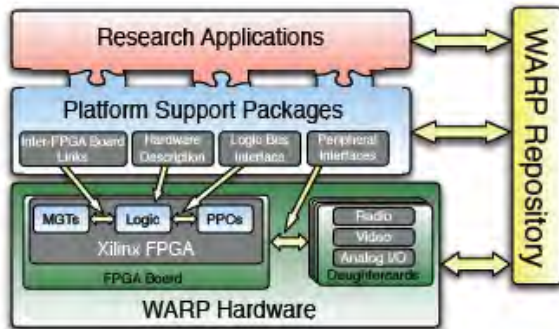 Research Applications
Platform Support Packages
Inter-FPGA Board
Links
Hardware
Description
Logic Bus
Interface
Peripheral
Interfaces
MGTs
Logic
PPCs
Xilinx FPGA
FPGA Board
Radio
Video
Analog I/O
Daughtercards
WARP Hardware
WARP Repository